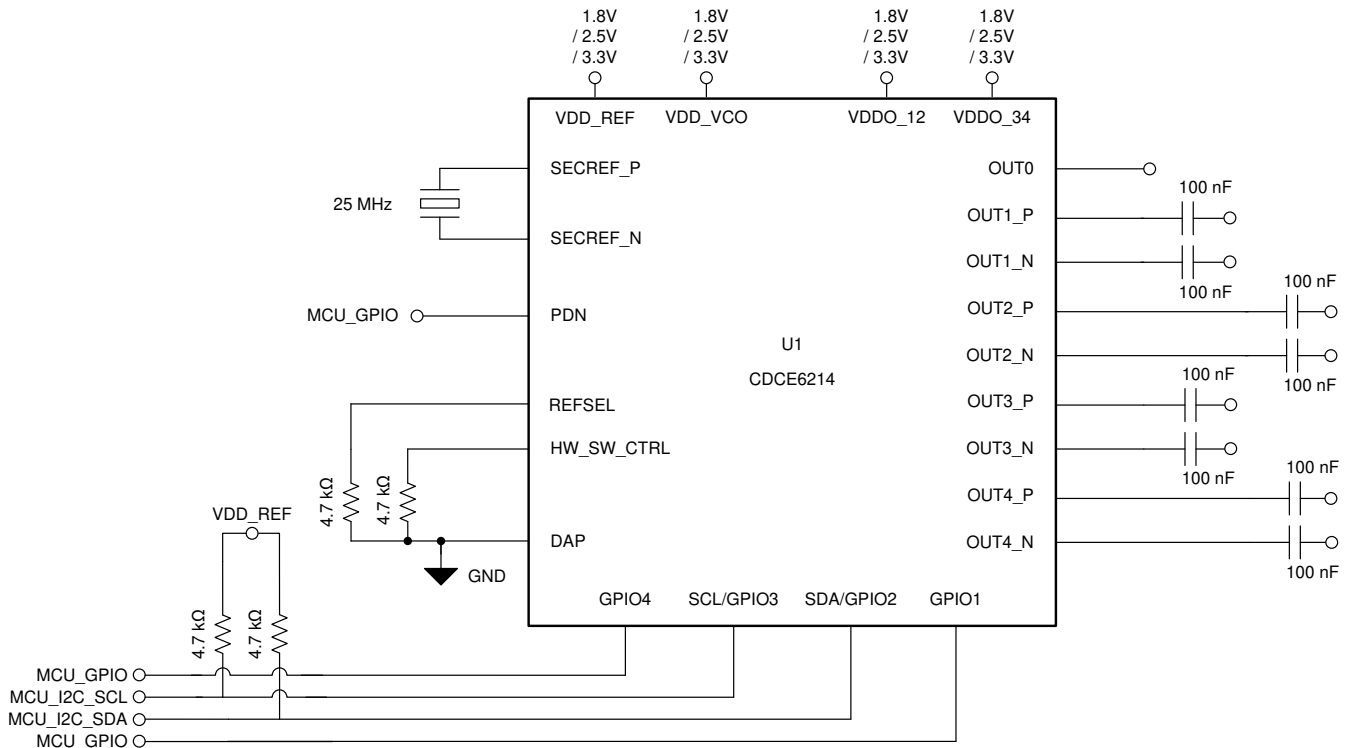 1.8V
/ 2.5V
/ 3.3V
1.8V
/ 2.5V
/ 3.3V
1.8V
/ 2.5V
/ 3.3V
1.8V
/ 2.5V
/ 3.3V
VDD_REF
VDD_VCO
VDDO_12
VDDO_34
SECREF_P
25 MHz
SECREF_N
MCU_GPIO
PDN
REFSEL
HW_SW_CTRL
4.7 kΩ
4.7 kΩ
DAP
GND
U1
CDCE6214
OUT0
100 nF
OUT1_P
OUT1_N
100 nF
100 nF
OUT2_P
OUT2_N
100 nF
100 nF
OUT3_P
OUT3_N
100 nF
100 nF
OUT4_P
OUT4_N
100 nF
GPIO4
SCL/GPIO3
SDA/GPIO2
GPIO1
VDD_REF
4.7 kΩ
4.7 kΩ
MCU_GPIO
MCU_I2C_SCL
MCU_I2C_SDA
MCU GPIO